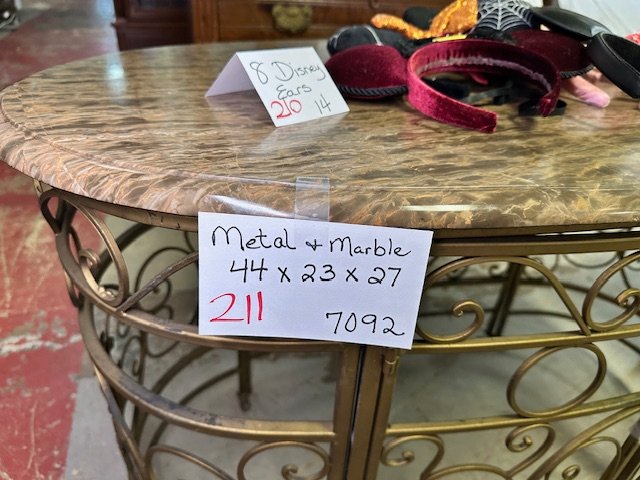 8 Disney
Ears
210 14
Metal + Marble
44 x 23 x 27
211 7092